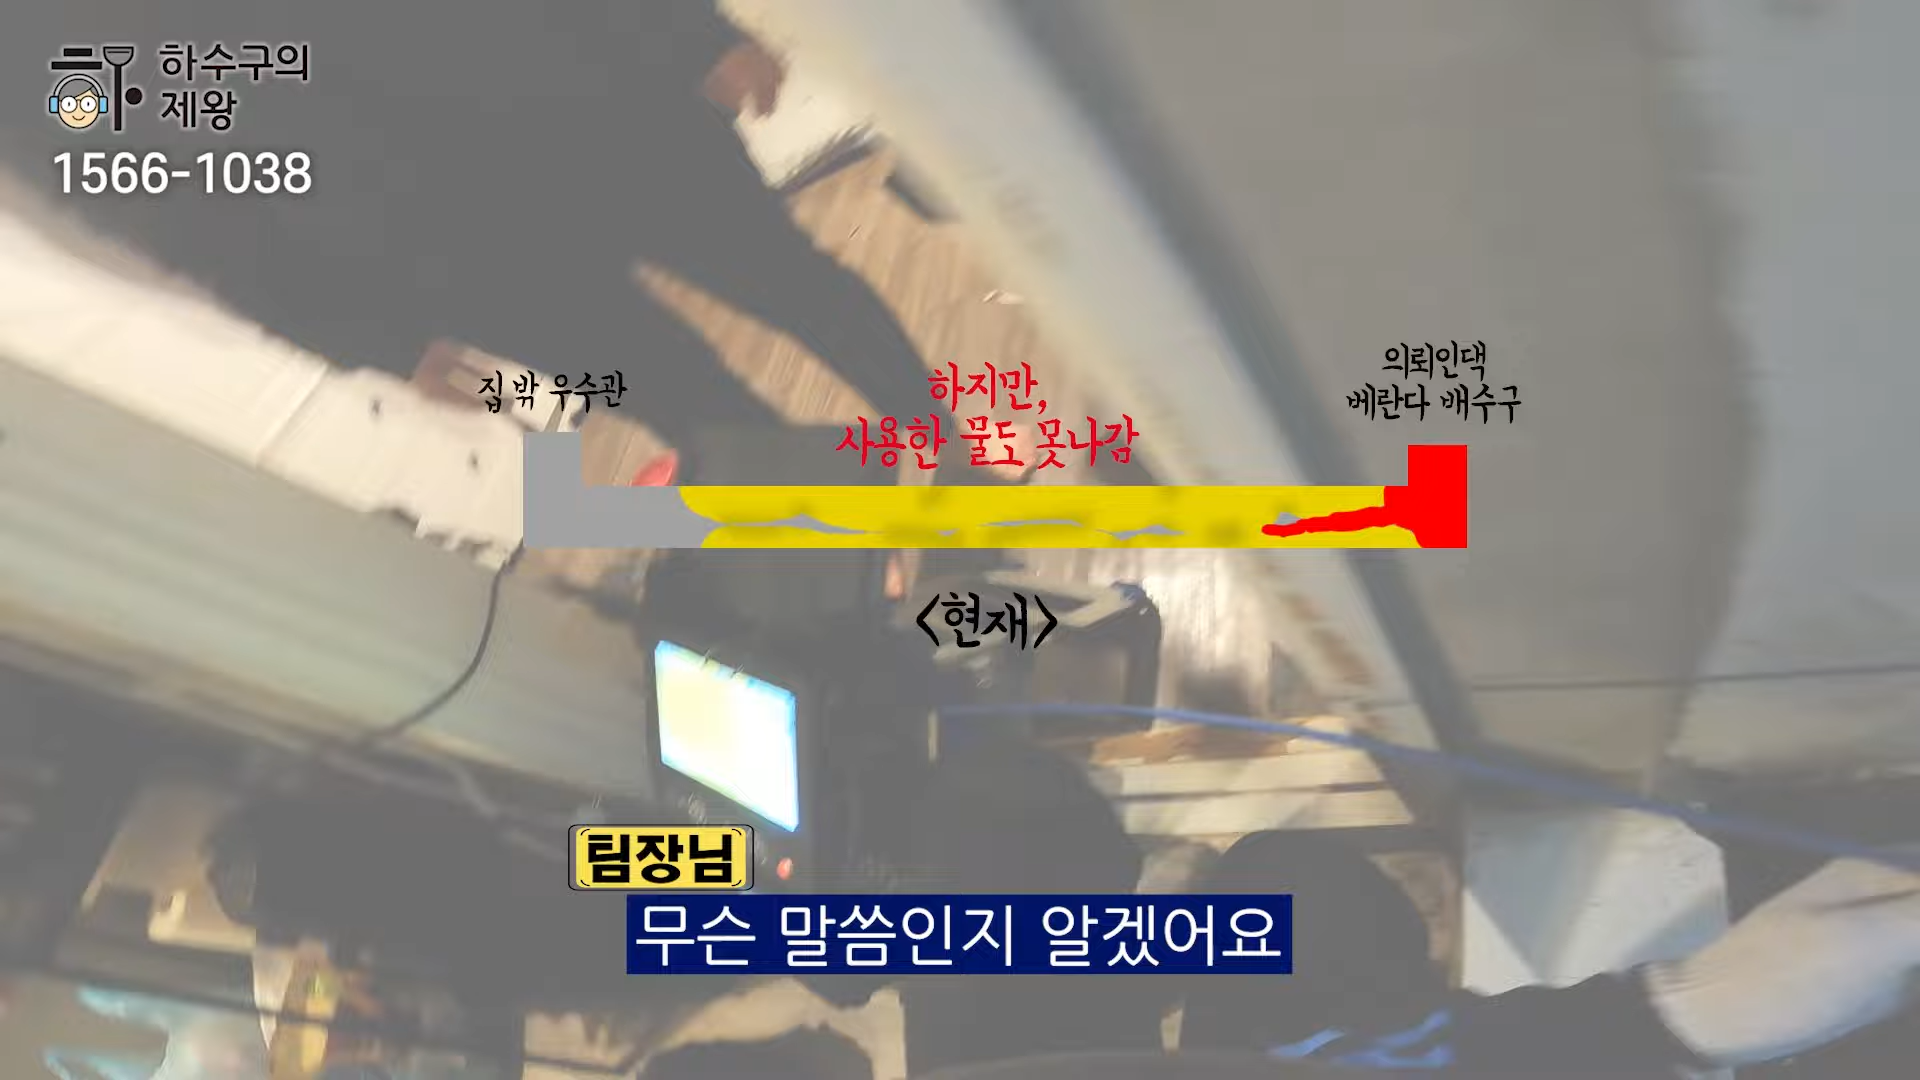 하수구의
제왕
1566-1038
집 밖 우수관
하지만,
사용한 물도 못나감
의뢰인댁
베란다 배수구
<현재>
팀장님
무슨 말씀인지 알겠어요